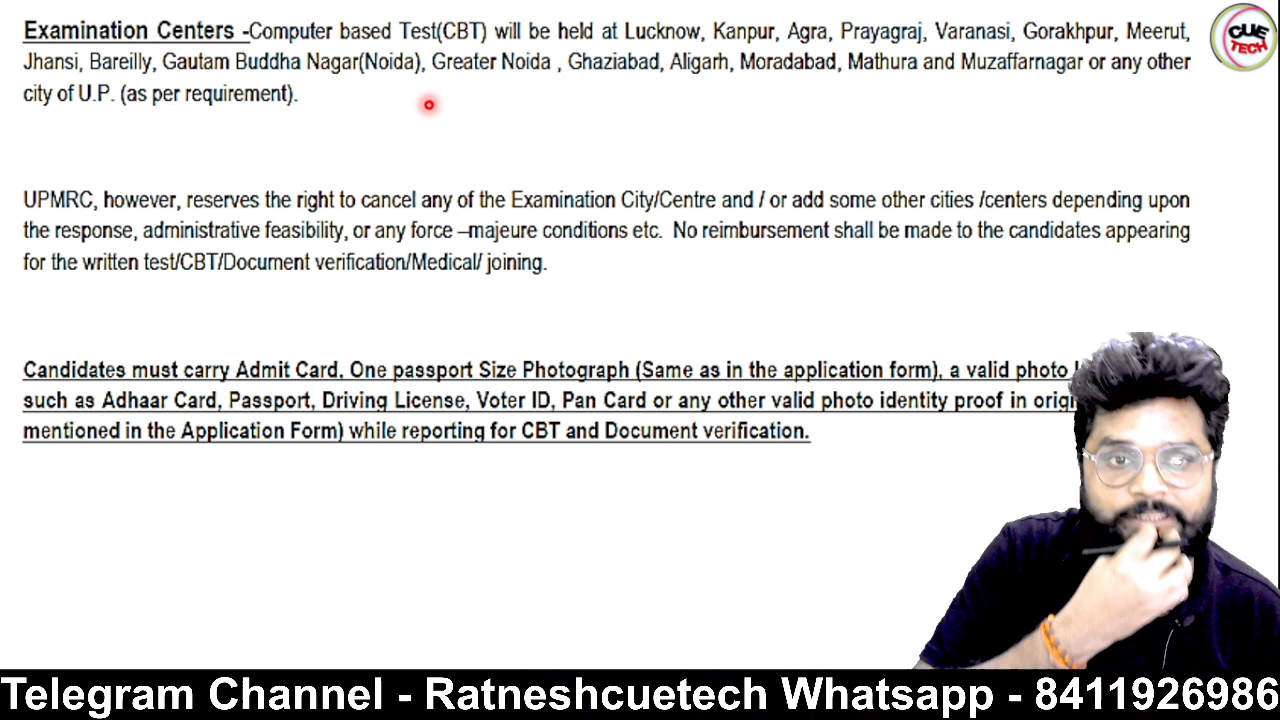 Examination Centers -Computer based Test(CBT) will be held at Lucknow, Kanpur, Agra, Prayagraj, Varanasi, Gorakhpur, Meerut,
Jhansi, Bareilly, Gautam Buddha Nagar(Noida), Greater Noida , Ghaziabad, Aligarh, Moradabad, Mathura and Muzaffarnagar or any other
city of U.P. (as per requirement).
CUE
TECH
UPMRC, however, reserves the right to cancel any of the Examination City/Centre and / or add some other cities /centers depending upon
the response, administrative feasibility, or any force –majeure conditions etc. No reimbursement shall be made to the candidates appearing
for the written test/CBT/Document verification/Medical/ joining.
Candidates must carry Admit Card, One passport Size Photograph (Same as in the application form), a valid photo
such as Adhaar Card, Passport, Driving License, Voter ID, Pan Card or any other valid photo identity proof in
mentioned in the Application Form) while reporting for CBT and Document verification.
Telegram Channel - Ratneshcuetech Whatsapp - 8411926986